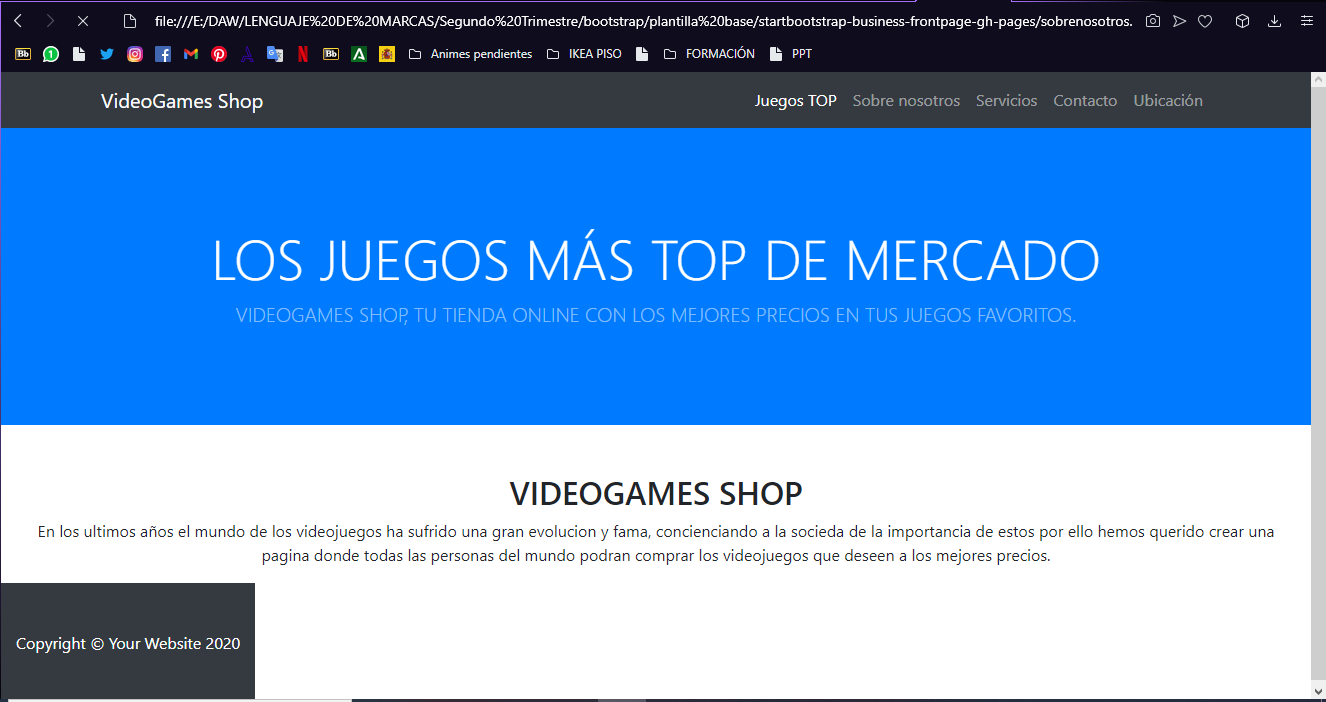 file:///E:/DAW/LENGUAJE%20DE%20MARCAS/Segundo%20Trimestre/bootstrap/plantilla%20base/startbootstrap-business-frontpage-gh-pages/sobrenosotros.
Bb 1 Bb A Animes pendientes IKEA PISO FORMACIÓN PPT
VideoGames Shop Juegos TOP Sobre nosotros Servicios Contacto Ubicación
LOS JUEGOS MÁS TOP DE MERCADO
VIDEOGAMES SHOP, TU TIENDA ONLINE CON LOS MEJORES PRECIOS EN TUS JUEGOS FAVORITOS.
VIDEOGAMES SHOP
En los ultimos años el mundo de los videojuegos ha sufrido una gran evolucion y fama, concienciando a la socieda de la importancia de estos por ello hemos querido crear una
pagina donde todas las personas del mundo podran comprar los videojuegos que deseen a los mejores precios.
Copyright © Your Website 2020